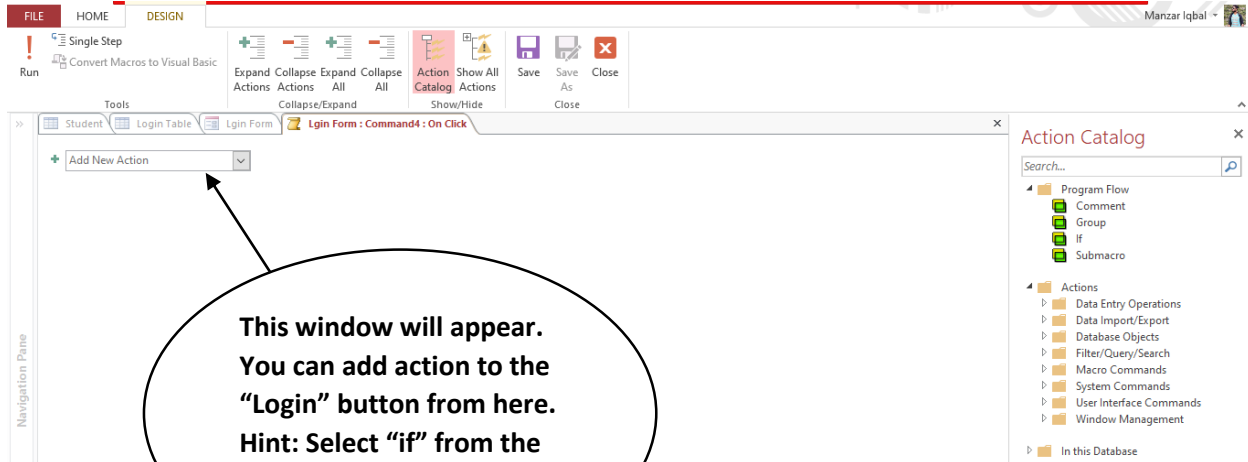 FILE HOME DESIGN Manzar Iqbal
Run
Single Step
Convert Macros to Visual Basic
Tools
Expand Actions
Collapse Actions
Expand All
Collapse All
Collapse/Expand
Action Catalog
Show All Actions
Show/Hide
Save
Save As
Close
Close
Student Login Table Lgin Form Lgin Form : Command4 : On Click
Add New Action
Navigation Pane
This window will appear.
You can add action to the
“Login” button from here.
Hint: Select “if” from the
Action Catalog
Search...
Program Flow
Comment
Group
If
Submacro
Actions
Data Entry Operations
Data Import/Export
Database Objects
Filter/Query/Search
Macro Commands
System Commands
User Interface Commands
Window Management
In this Database